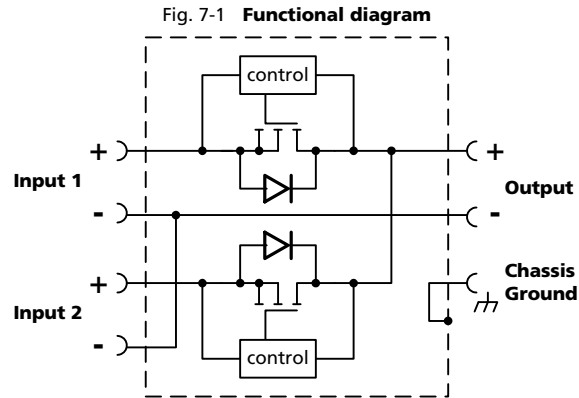 Fig. 7-1 Functional diagram
control
+
+
Input 1
Output
-
-
+
Chassis
Ground
Input 2
-
control